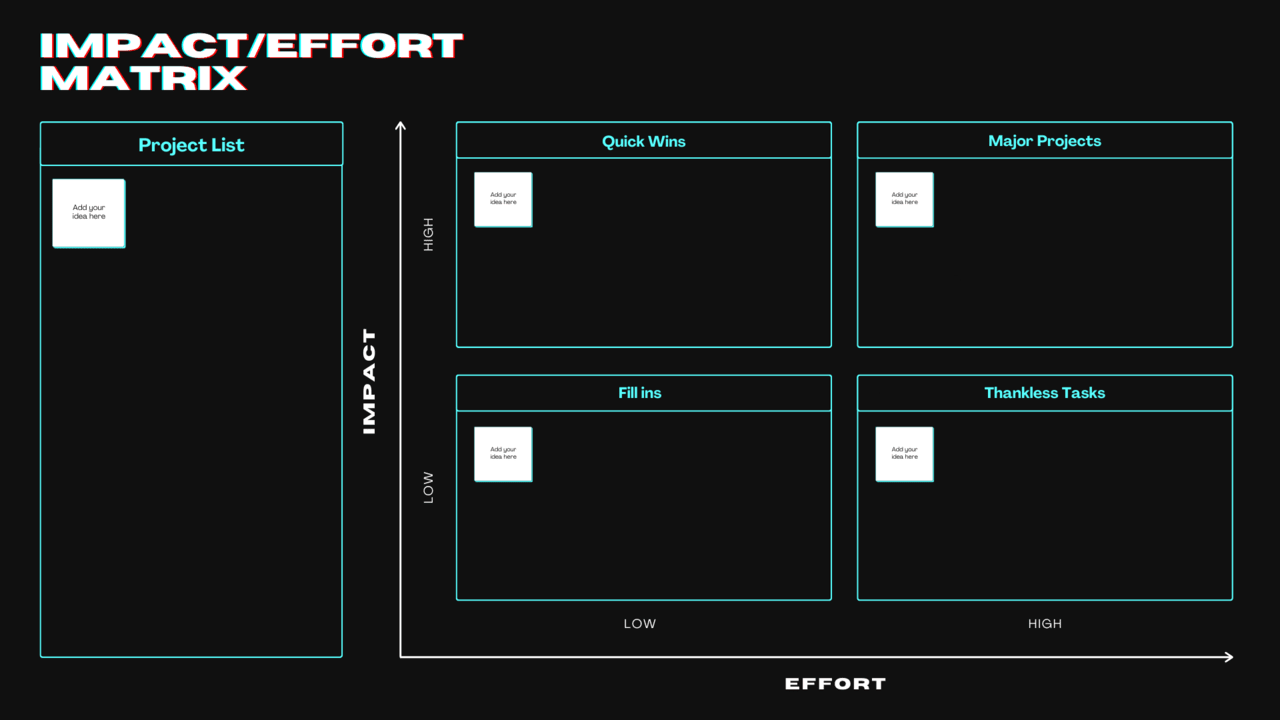 IMPACT/EFFORT
MATRIX
Project List
Add your
idea here
IMPACT
HIGH
LOW
Quick Wins
Add your
idea here
Major Projects
Add your
idea here
Fill ins
Add your
idea here
Thankless Tasks
Add your
idea here
LOW
HIGH
EFFORT